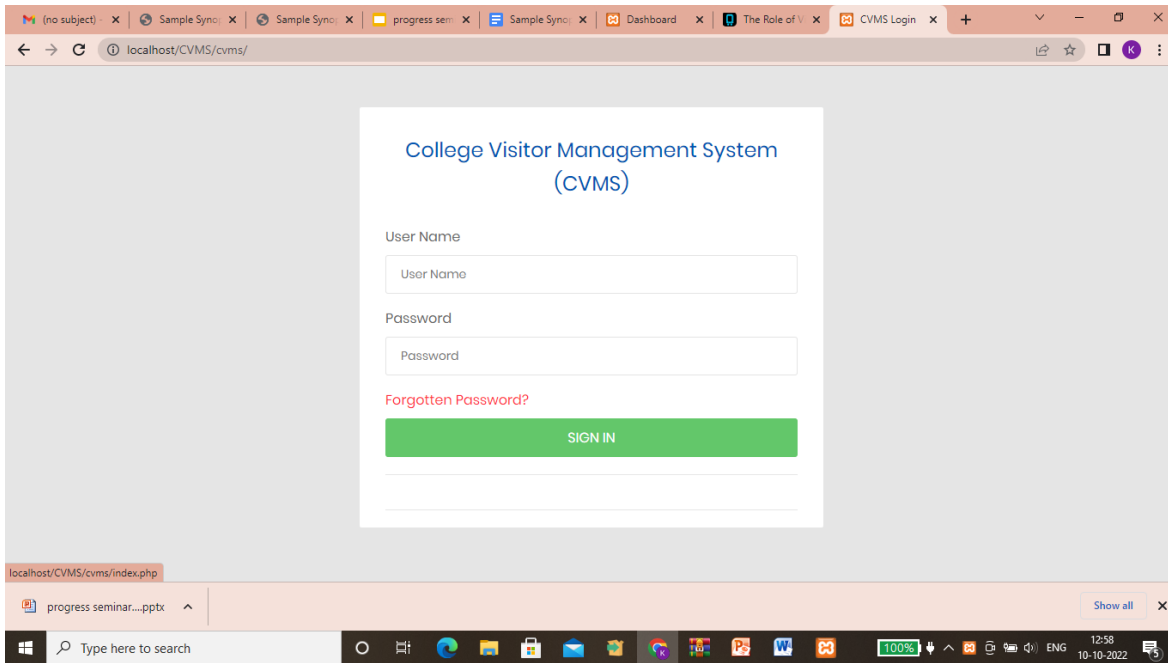 (no subject) -
Sample Synop
Sample Synop
progress sem
Sample Synop
Dashboard
The Role of Vi
CVMS Login
localhost/CVMS/cvms/
K
College Visitor Management System
(CVMS)
User Name
User Name
Password
Password
Forgotten Password?
SIGN IN
localhost/CVMS/cvms/index.php
progress seminar....pptx
Show all
Type here to search
100%
ENG
12:58
10-10-2022
5